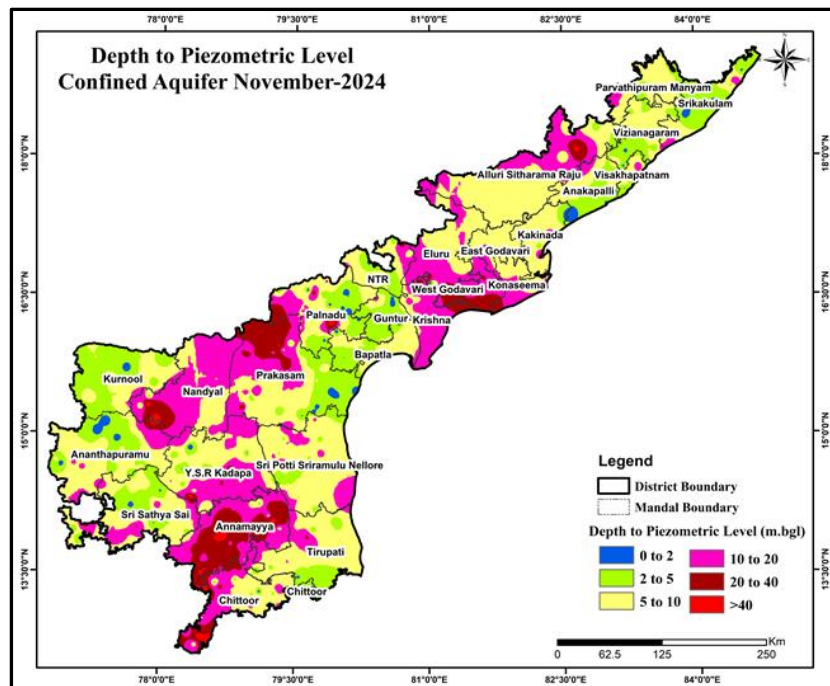 78°0'0"E
79°30'0"E
81°0'0"E
82°30'0"E
84°0'0"E
Depth to Piezometric Level
Confined Aquifer November-2024
Parvathipuram Manyam
Srikakulam
Vizianagaram
18°0'0"N
18°0'0"N
Alluri Sitharama Raju
Visakhapatnam
Anakapalli
Kakinada
Eluru
East Godavari
NTR
West Godavari
Konaseema
16°30'0"N
16°30'0"N
Palnadu
Guntur
Krishna
Bapatla
Prakasam
Kurnool
Nandyal
15°0'0"N
15°0'0"N
Ananthapuramu
Y.S.R Kadapa
Sri Potti Sriramulu Nellore
Sri Sathya Sai
Annamayya
Tirupati
13°30'0"N
13°30'0"N
Chittoor
Chittoor
Legend
District Boundary
Mandal Boundary
Depth to Piezometric Level (m.bgl)
0 to 2
10 to 20
2 to 5
20 to 40
5 to 10
>40
Km
0
62.5
125
250
78°0'0"E
79°30'0"E
81°0'0"E
82°30'0"E
84°0'0"E